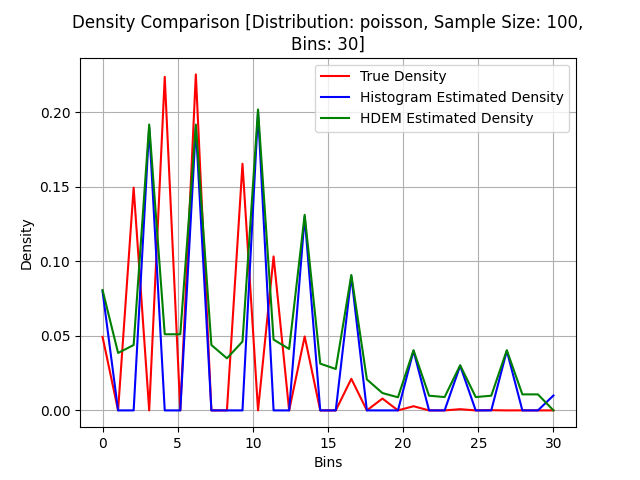 Density Comparison [Distribution: poisson, Sample Size: 100,
Bins: 30]
True Density
Histogram Estimated Density
HDEM Estimated Density
Density
0.20
0.15
0.10
0.05
0.00
0 5 10 15 20 25 30
Bins